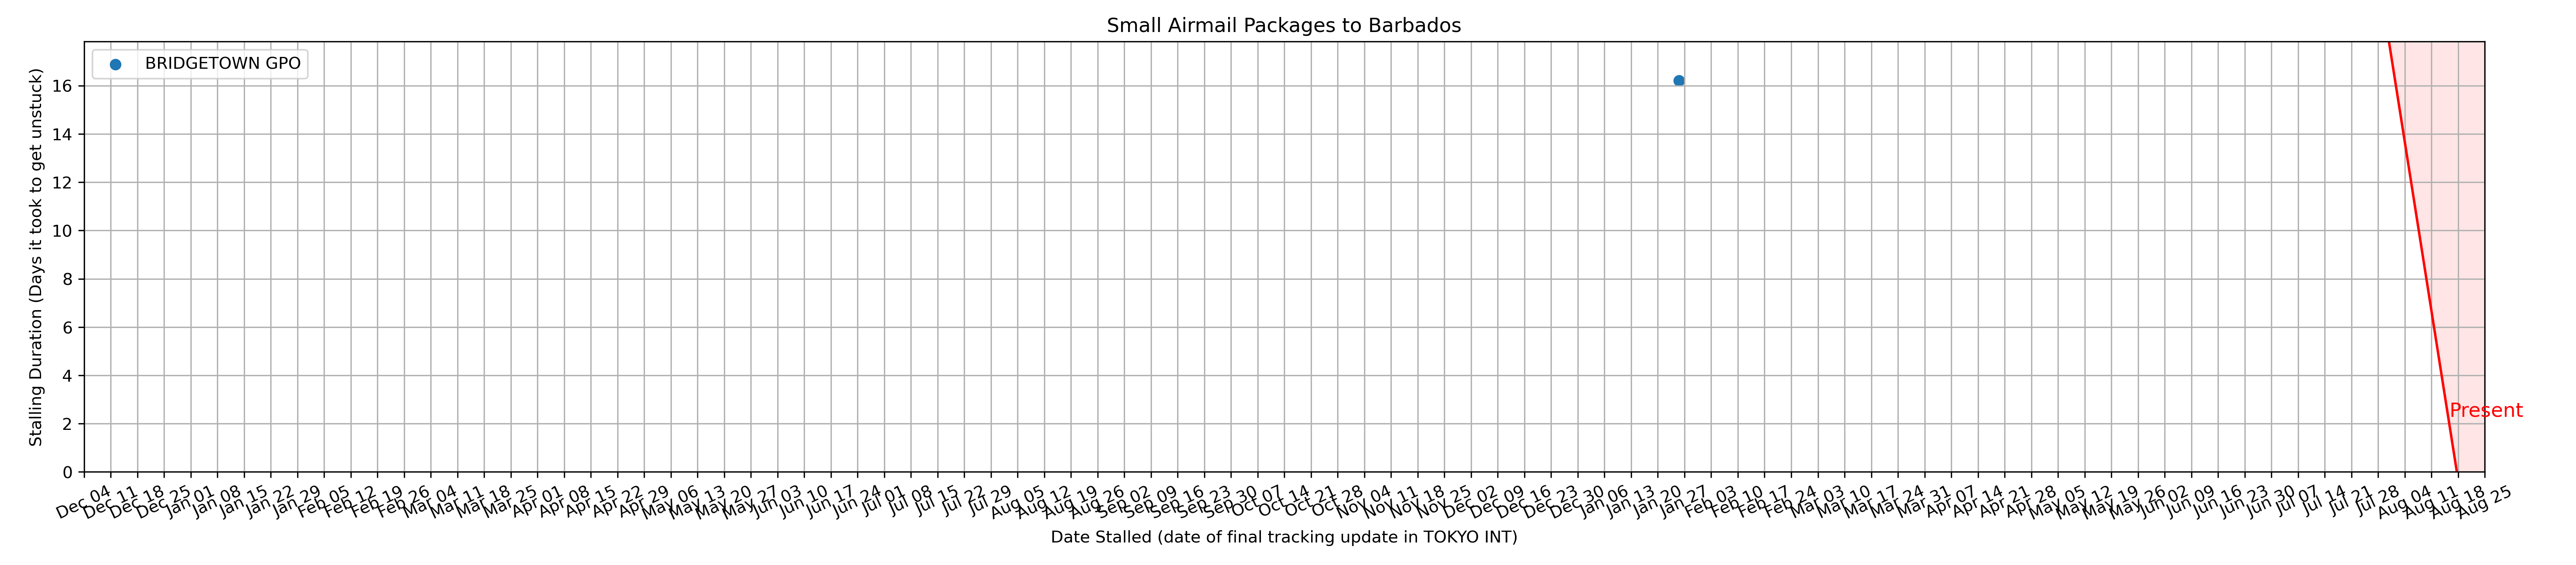 Small Airmail Packages to Barbados
BRIDGETOWN GPO
Stalling Duration (Days it took to get unstuck)
16
14
12
10
8
6
4
2
0
Present
Dec 04 Dec 11 Dec 18 Dec 25 Jan 01 Jan 08 Jan 15 Jan 22 Jan 29 Feb 05 Feb 12 Feb 19 Feb 26 Mar 04 Mar 11 Mar 18 Mar 25 Apr 01 Apr 08 Apr 15 Apr 22 Apr 29 May 06 May 13 May 20 May 27 Jun 03 Jun 10 Jun 17 Jun 24 Jul 01 Jul 08 Jul 15 Jul 22 Jul 29 Aug 05 Aug 12 Aug 19 Aug 26 Sep 02 Sep 09 Sep 16 Sep 23 Sep 30 Oct 07 Oct 14 Oct 21 Oct 28 Nov 04 Nov 11 Nov 18 Nov 25 Dec 02 Dec 09 Dec 16 Dec 23 Dec 30 Jan 06 Jan 13 Jan 20 Jan 27 Feb 03 Feb 10 Feb 17 Feb 24 Mar 03 Mar 10 Mar 17 Mar 24 Mar 31 Apr 07 Apr 14 Apr 21 Apr 28 May 05 May 12 May 19 May 26 Jun 02 Jun 09 Jun 16 Jun 23 Jun 30 Jul 07 Jul 14 Jul 21 Jul 28 Aug 04 Aug 11 Aug 18 Aug 25
Date Stalled (date of final tracking update in TOKYO INT)